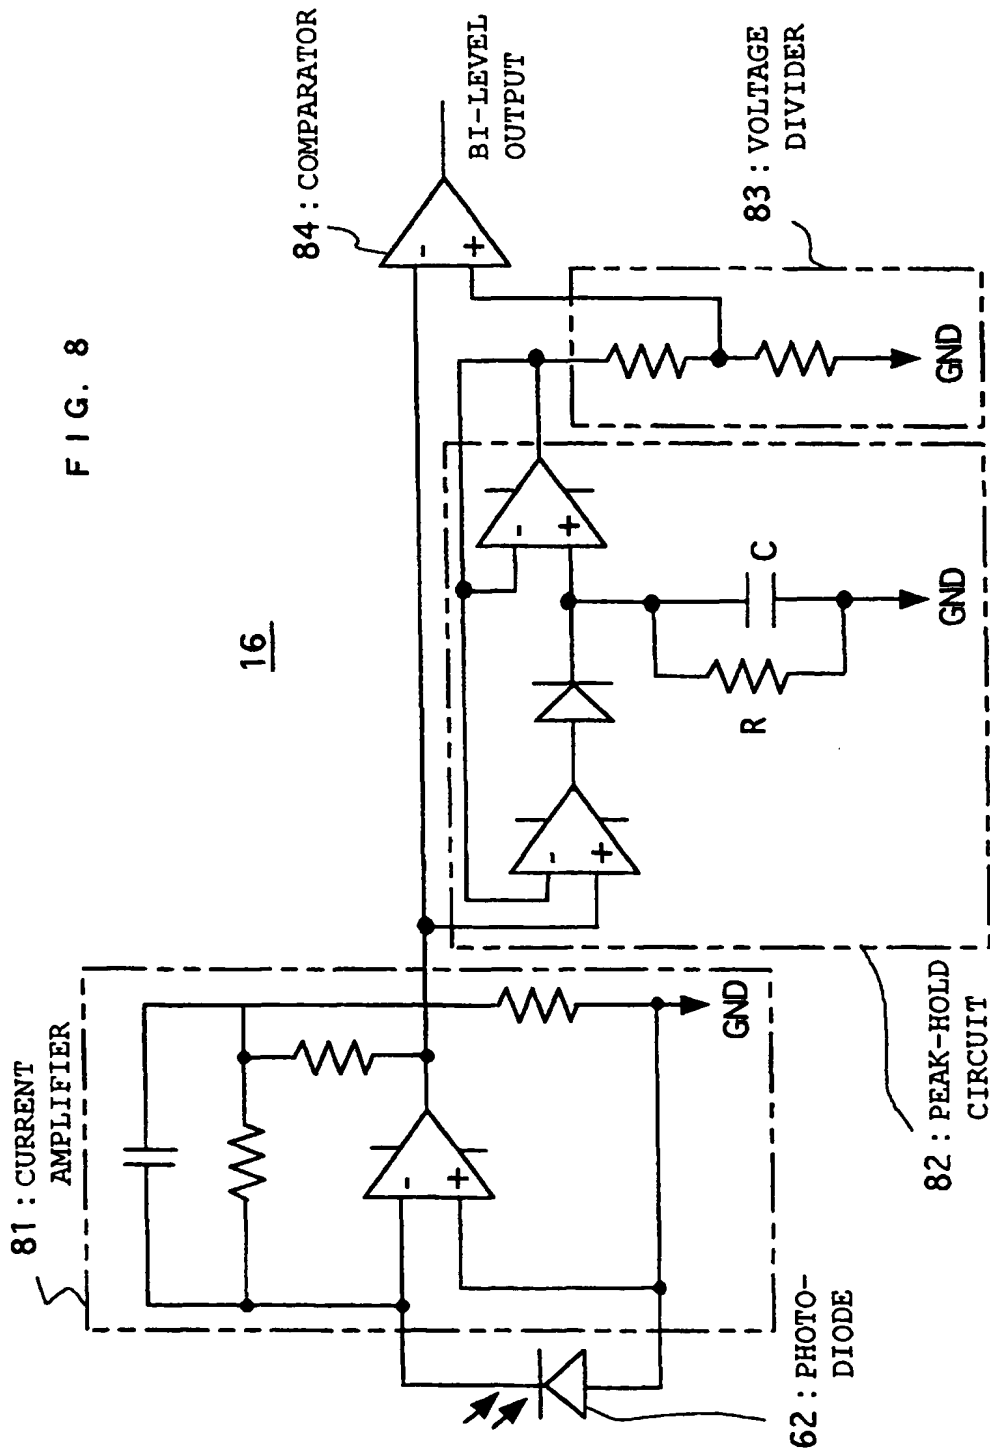 FIG. 8
16
81:CURRENT
AMPLIFIER
84:COMPARATOR
BI-LEVEL
OUTPUT
-
+
GND
-
+
-
+
R
C
GND
-
+
GND
62:PHOTO-
DIODE
82:PEAK-HOLD
CIRCUIT
83:VOLTAGE
DIVIDER